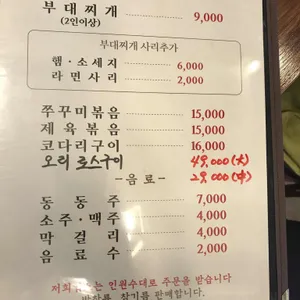 부대찌개 9,000
(2인이상)
부대찌개 사리추가
햄·소세지 6,000
라면사리 2,000
쭈꾸미볶음 15,000
제육볶음 15,000
코다리구이 16,000
오리 로스구이 49,000(大)
- 음료 - 29,000(中)
동동주 7,000
소주·맥주 4,000
막걸리 4,000
음료수 2,000
인원수대로 주문을 받습니다
판매합니다.